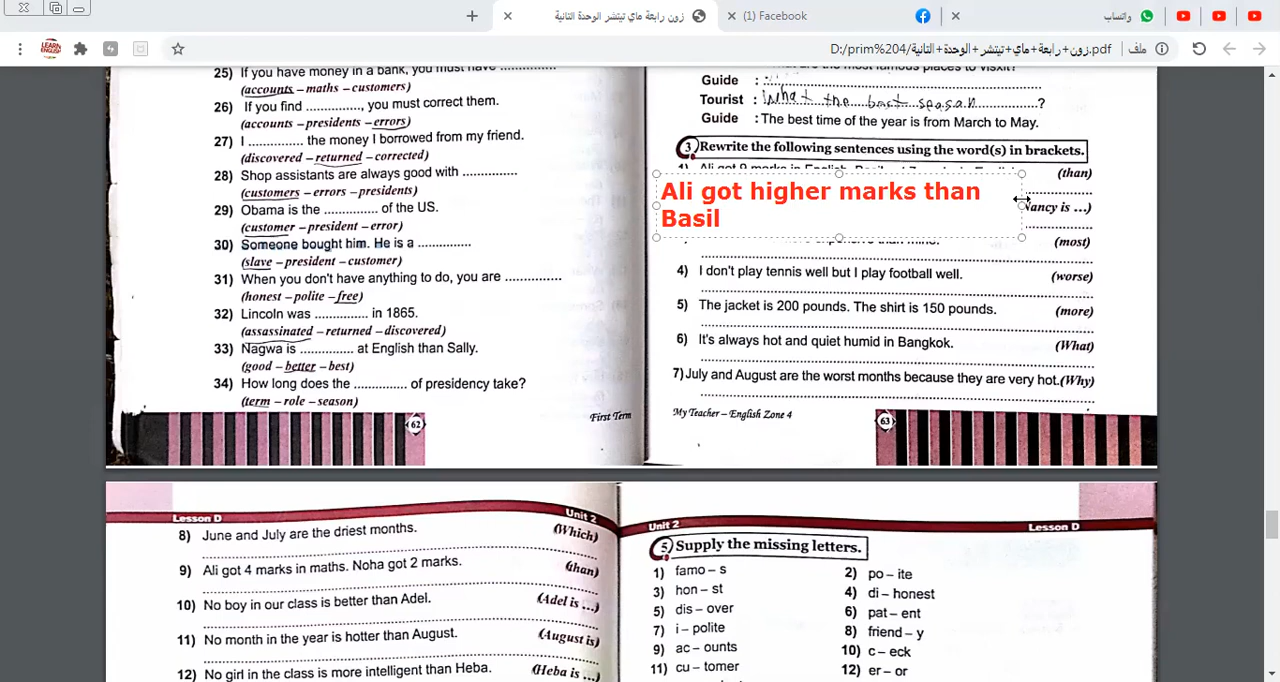 زون رابعة ماي تيتشر الوحدة الثانية
(1) Facebook
واتساب
ملف
D:/prim%204/زون+رابعة+ماي+تيتشر+الوحدة+الثانية.pdf
25) If you have money in a bank, you must have ..............
(accounts – maths – customers)
26) If you find ............., you must correct them.
(accounts – presidents – errors)
27) I .............. the money I borrowed from my friend.
(discovered – returned – corrected)
28) Shop assistants are always good with ..............
(customers – errors – presidents)
29) Obama is the .............. of the US.
(customer – president – error)
30) Someone bought him. He is a ..............
(slave – president – customer)
31) When you don't have anything to do, you are ..............
(honest – polite – free)
32) Lincoln was .............. in 1865.
(assassinated – returned – discovered)
33) Nagwa is .............. at English than Sally.
(good – better – best)
34) How long does the .............. of presidency take?
(term – role – season)
62
First Term
Guide :
Tourist : What the best season ?
Guide : The best time of the year is from March to May.
3 Rewrite the following sentences using the word(s) in brackets.
(than)
Ali got higher marks than
Basil
Nancy is ...)
(most)
4) I don't play tennis well but I play football well. (worse)
5) The jacket is 200 pounds. The shirt is 150 pounds. (more)
6) It's always hot and quiet humid in Bangkok. (What)
7) July and August are the worst months because they are very hot. (Why)
My Teacher – English Zone 4
63
Lesson D
Unit 2
8) June and July are the driest months. (Which)
9) Ali got 4 marks in maths. Noha got 2 marks. (than)
10) No boy in our class is better than Adel. (Adel is ...)
11) No month in the year is hotter than August. (August is)
12) No girl in the class is more intelligent than Heba. (Heba is ...)
Unit 2
Lesson D
5 Supply the missing letters.
1) famo – s 2) po – ite
3) hon – st 4) di – honest
5) dis – over 6) pat – ent
7) i – polite 8) friend – y
9) ac – ounts 10) c – eck
11) cu – tomer 12) er – or